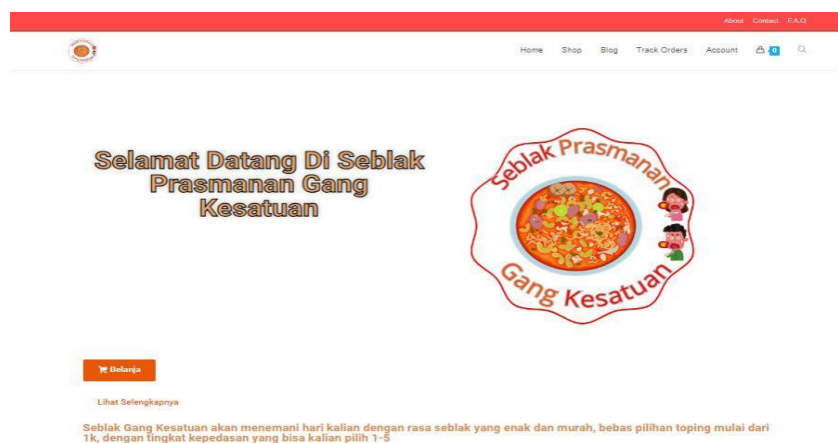 About Contact F.A.Q
Home Shop Blog Track Orders Account 0
Selamat Datang Di Seblak
Prasmanan Gang
Kesatuan
Seblak Prasmanan
Gang Kesatuan
Belanja
Lihat Selengkapnya
Seblak Gang Kesatuan akan menemani hari kalian dengan rasa seblak yang enak dan murah, bebas pilihan toping mulai dari
1k, dengan tingkat kepedasan yang bisa kalian pilih 1-5